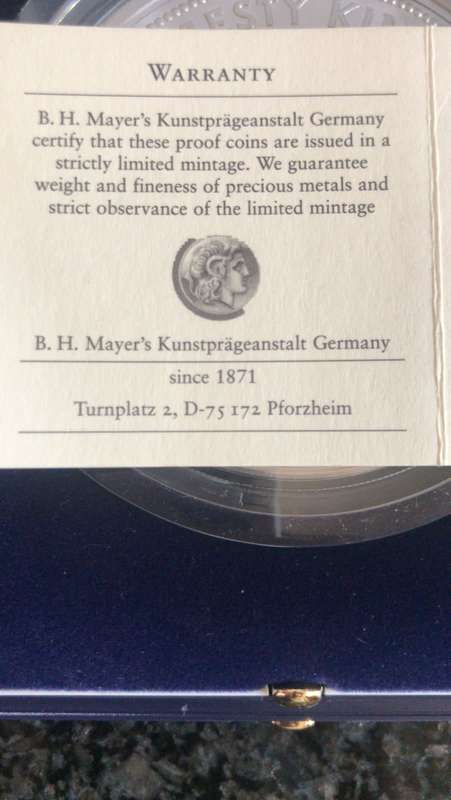 ESTY KIN
WARRANTY
B. H. Mayer's Kunstprägeanstalt Germany
certify that these proof coins are issued in a
strictly limited mintage. We guarantee
weight and fineness of precious metals and
strict observance of the limited mintage
B. H. Mayer's Kunstprägeanstalt Germany
since 1871
Turnplatz 2, D-75 172 Pforzheim